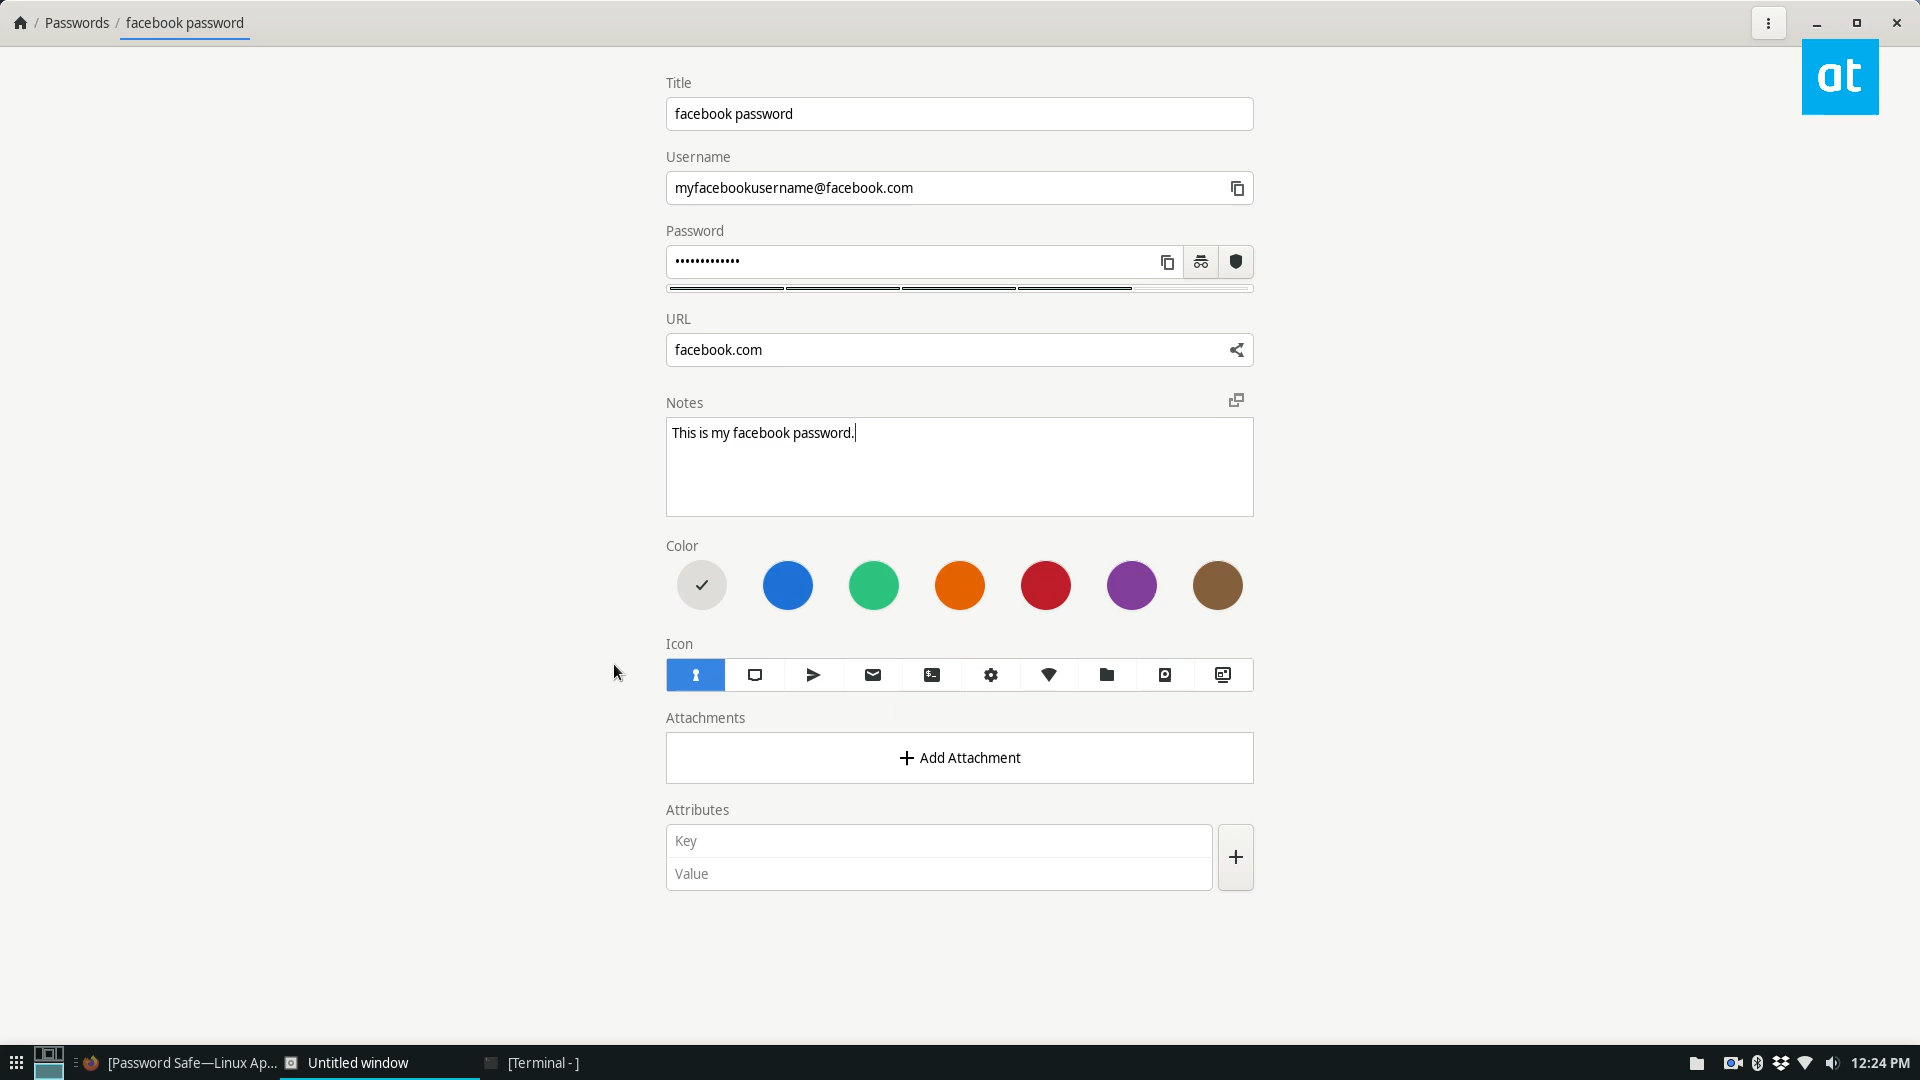 / Passwords / facebook password
at
Title
facebook password
Username
myfacebookusername@facebook.com
Password
•••••••••••••
URL
facebook.com
Notes
This is my facebook password.
Color
Icon
Attachments
Add Attachment
Attributes
Key
Value
[Password Safe—Linux Ap... Untitled window [Terminal - ] 12:24 PM